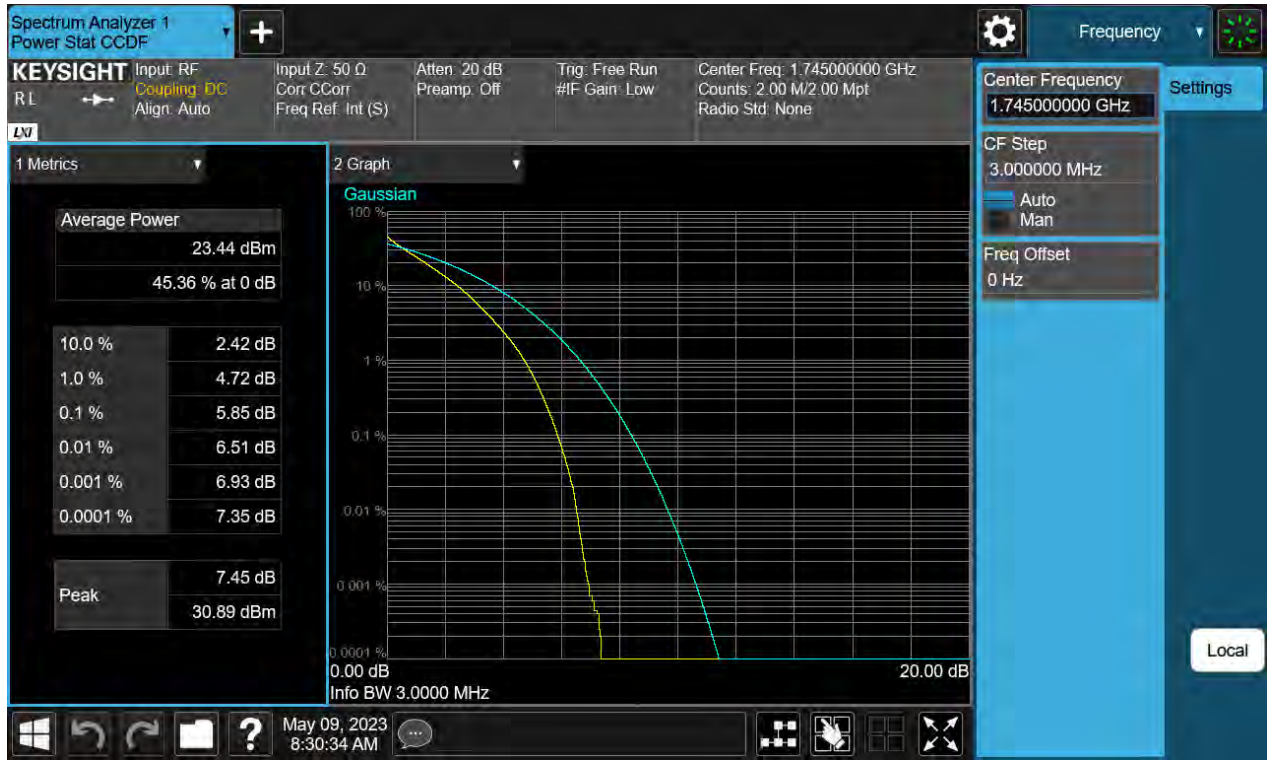 Spectrum Analyzer 1
Power Stat CCDF
+
Frequency
KEYSIGHT
RL
LXI
Input: RF
Coupling: DC
Align: Auto
Input Z: 50 Ω
Corr CCorr
Freq Ref: Int (S)
Atten: 20 dB
Preamp: Off
Trig: Free Run
#IF Gain: Low
Center Freq: 1.745000000 GHz
Counts: 2.00 M/2.00 Mpt
Radio Std: None
1 Metrics
Average Power
23.44 dBm
45.36 % at 0 dB
10.0 % 2.42 dB
1.0 % 4.72 dB
0.1 % 5.85 dB
0.01 % 6.51 dB
0.001 % 6.93 dB
0.0001 % 7.35 dB
Peak
7.45 dB
30.89 dBm
2 Graph
Gaussian
100 %
10 %
1 %
0.1 %
0.01 %
0.001 %
0.0001 %
0.00 dB 20.00 dB
Info BW 3.0000 MHz
Center Frequency
1.745000000 GHz
CF Step
3.000000 MHz
Auto
Man
Freq Offset
0 Hz
Settings
Local
?
May 09, 2023
8:30:34 AM